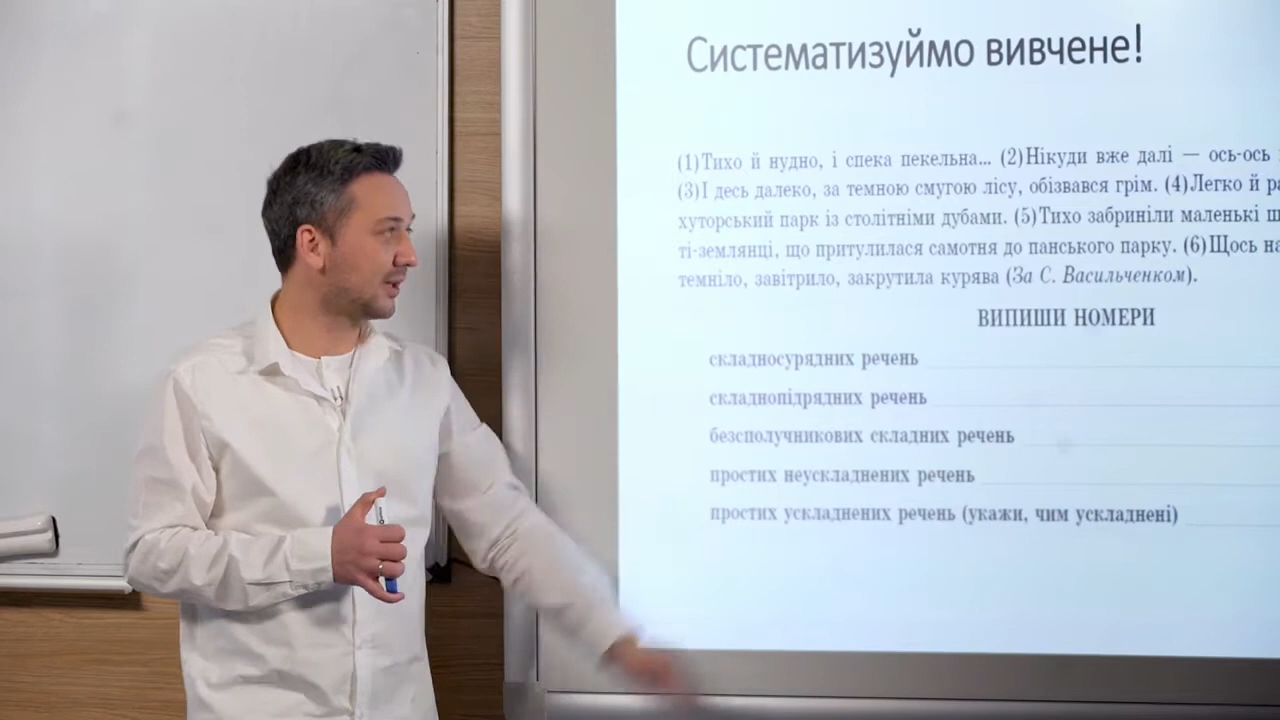 Систематизуймо вивчене!
(1)Тихо й нудно, і спека пекельна... (2)Нікуди вже далі — ось-ось
(3)І десь далеко, за темною смугою лісу, обізвався грім. (4)Легко й
хуторський парк із столітніми дубами. (5)Тихо забриніли маленькі
ті-землянці, що притулилася самотня до панського парку. (6)Щось
темніло, завітрило, закрутила курява (За С. Васильченком).
ВИПИШИ НОМЕРИ
складносурядних речень
складнопідрядних речень
безсполучникових складних речень
простих неускладнених речень
простих ускладнених речень (укажи, чим ускладнені)